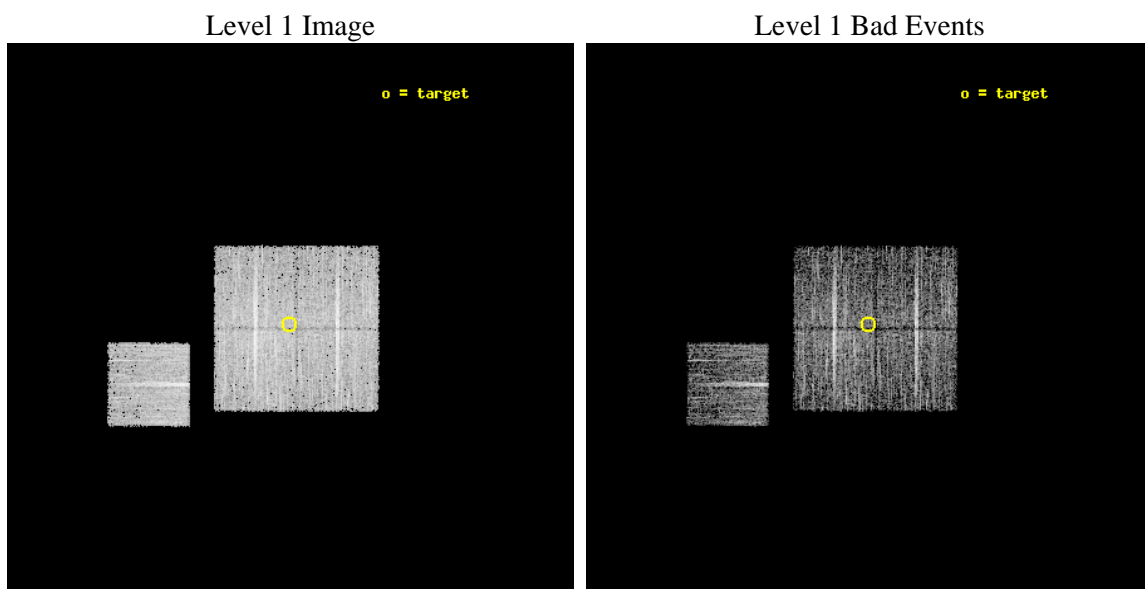 Level 1 Image
Level 1 Bad Events
o = target
o = target